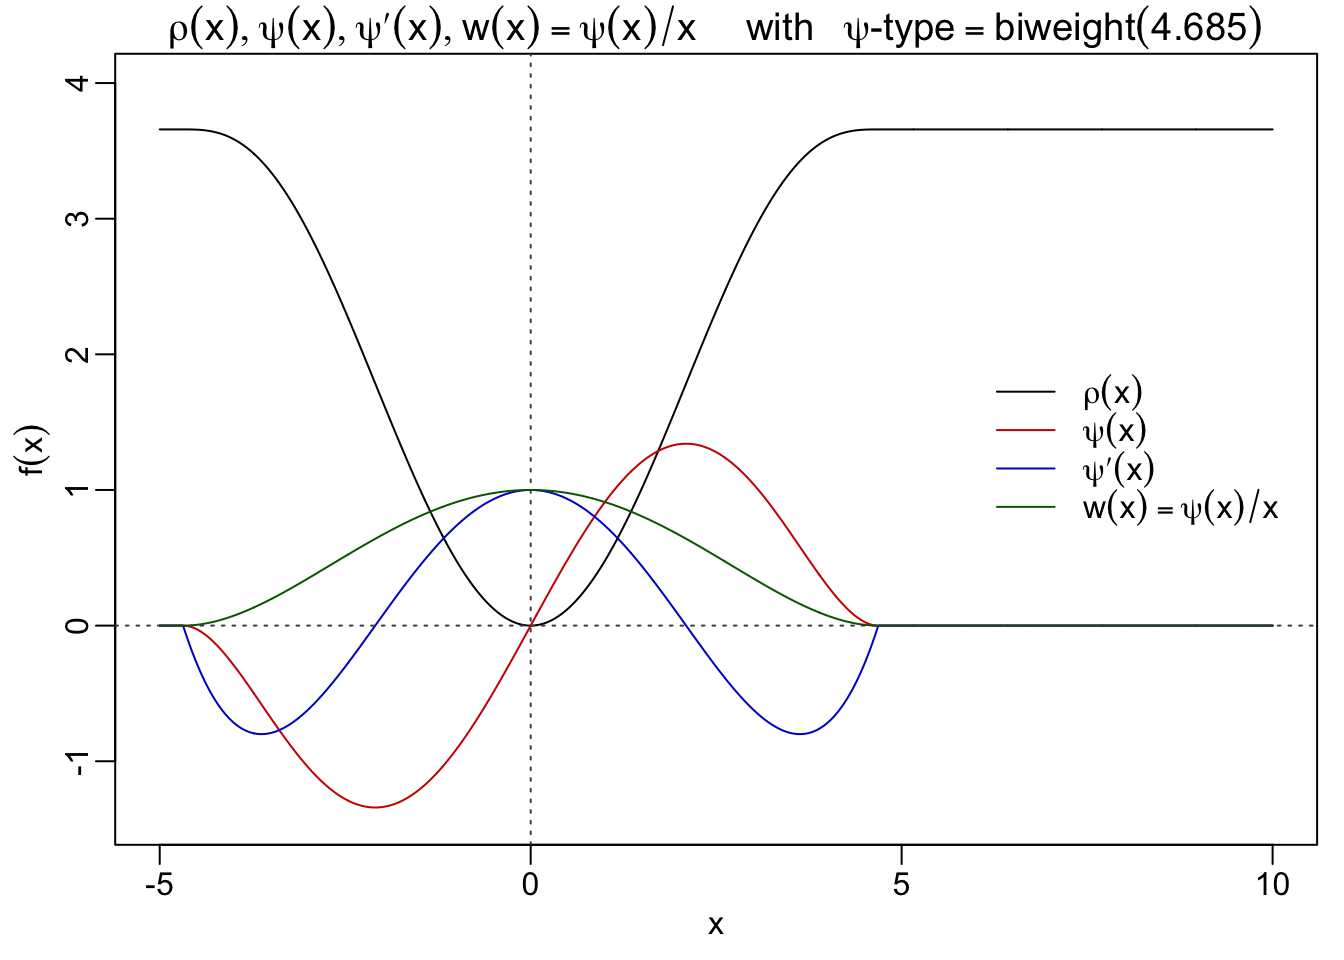 ρ(x), ψ(x), ψ′(x), w(x) = ψ(x)/x with ψ-type = biweight(4.685)
4
3
2
1
0
-1
f(x)
ρ(x)
ψ(x)
ψ′(x)
w(x) = ψ(x)/x
-5 0 5 10
x